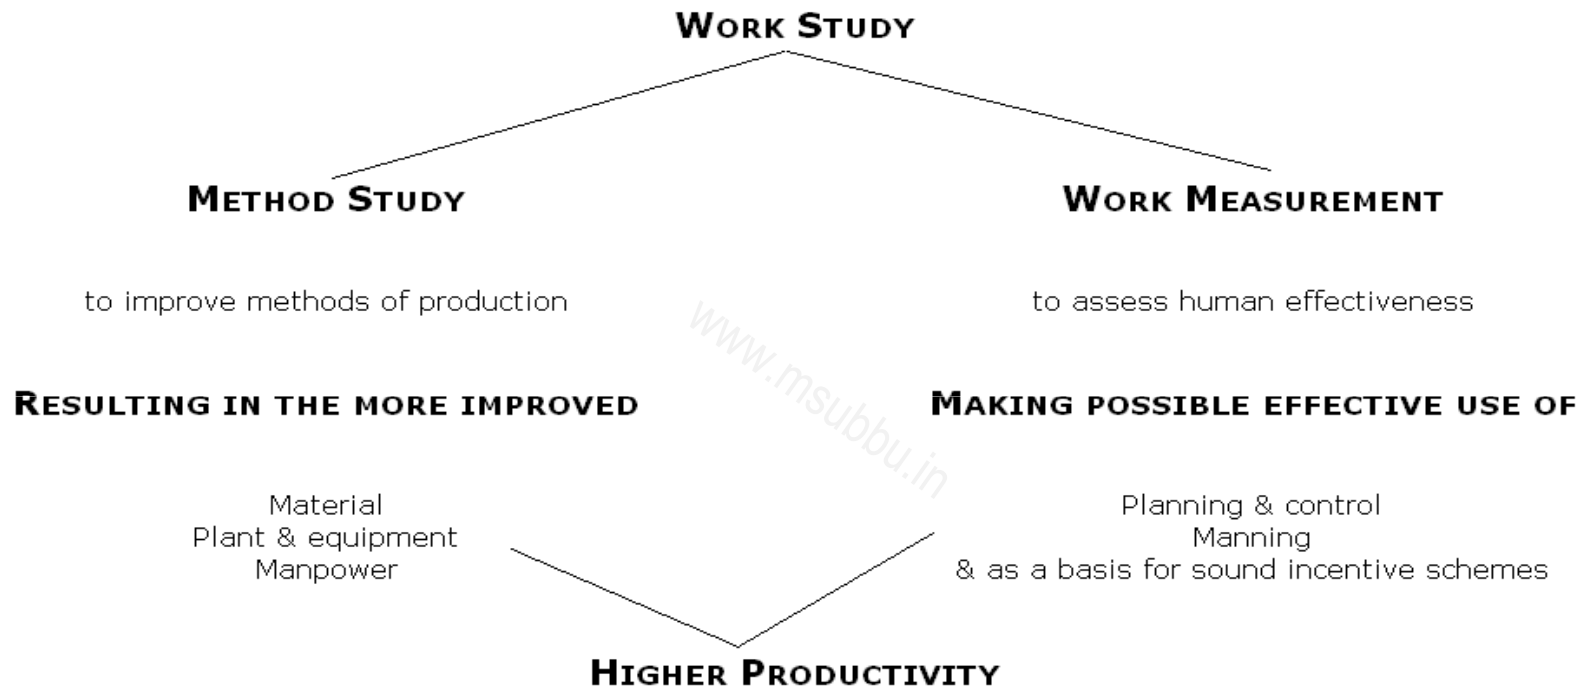 WORK STUDY
METHOD STUDY
WORK MEASUREMENT
to improve methods of production
to assess human effectiveness
www.msubbu.in
RESULTING IN THE MORE IMPROVED
MAKING POSSIBLE EFFECTIVE USE OF
Material
Plant & equipment
Manpower
Planning & control
Manning
& as a basis for sound incentive schemes
HIGHER PRODUCTIVITY